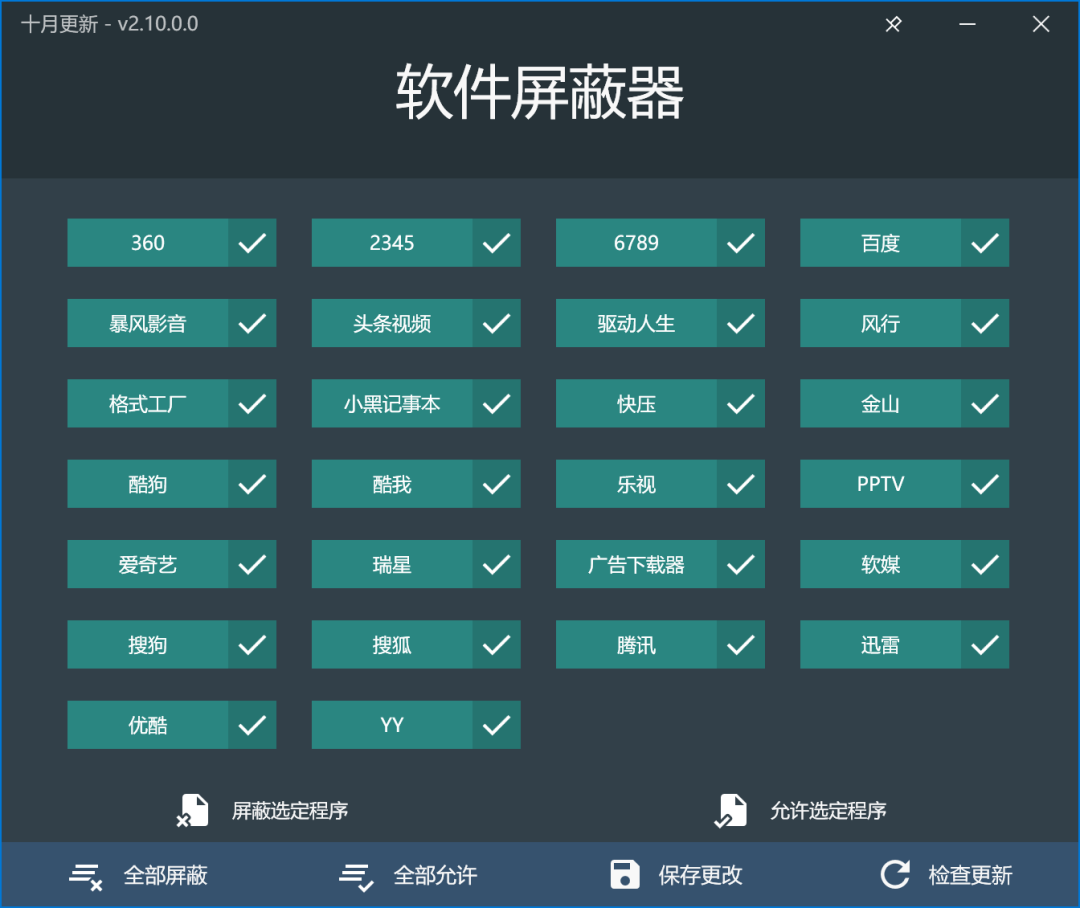 十月更新 - v2.10.0.0
软件屏蔽器
360 2345 6789 百度
暴风影音 头条视频 驱动人生 风行
格式工厂 小黑记事本 快压 金山
酷狗 酷我 乐视 PPTV
爱奇艺 瑞星 广告下载器 软媒
搜狗 搜狐 腾讯 迅雷
优酷 YY
屏蔽选定程序 允许选定程序
全部屏蔽 全部允许 保存更改 检查更新